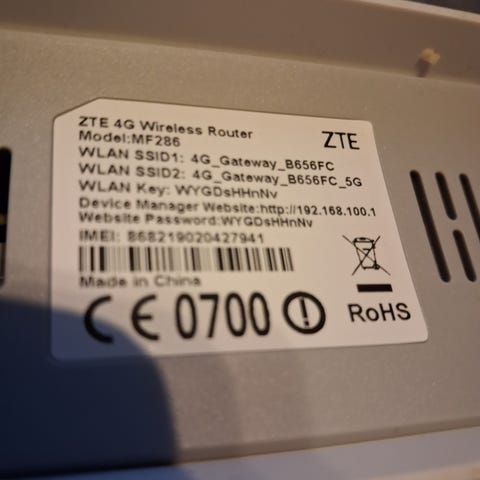 ZTE 4G Wireless Router
ZTE
Model:MF286
WLAN SSID1: 4G_Gateway_B656FC
WLAN SSID2: 4G_Gateway_B656FC_5G
WLAN Key: WYGDsHHnNv
Device Manager Website:http://192.168.100.1
Website Password:WYGDsHHnNv
IMEI: 868219020427941
Made in China
CE 0700
RoHS